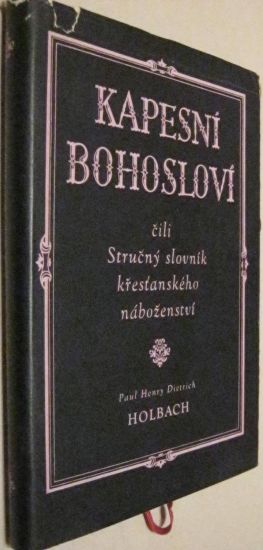 KAPESNÍ
BOHOSLOVÍ
čili
Stručný slovník
křesťanského
náboženství
Paul Henry Dietrich
HOLBACH